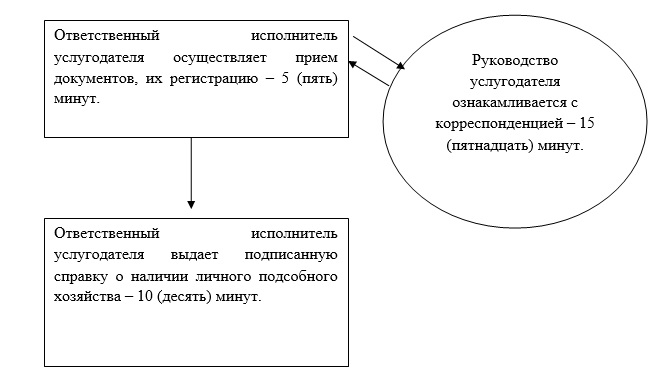 Ответственный исполнитель
услугодателя осуществляет прием
документов, их регистрацию – 5 (пять)
минут.
Руководство
услугодателя
ознакамливается с
корреспонденцией – 15
(пятнадцать) минут.
Ответственный исполнитель
услугодателя выдает подписанную
справку о наличии личного подсобного
хозяйства – 10 (десять) минут.